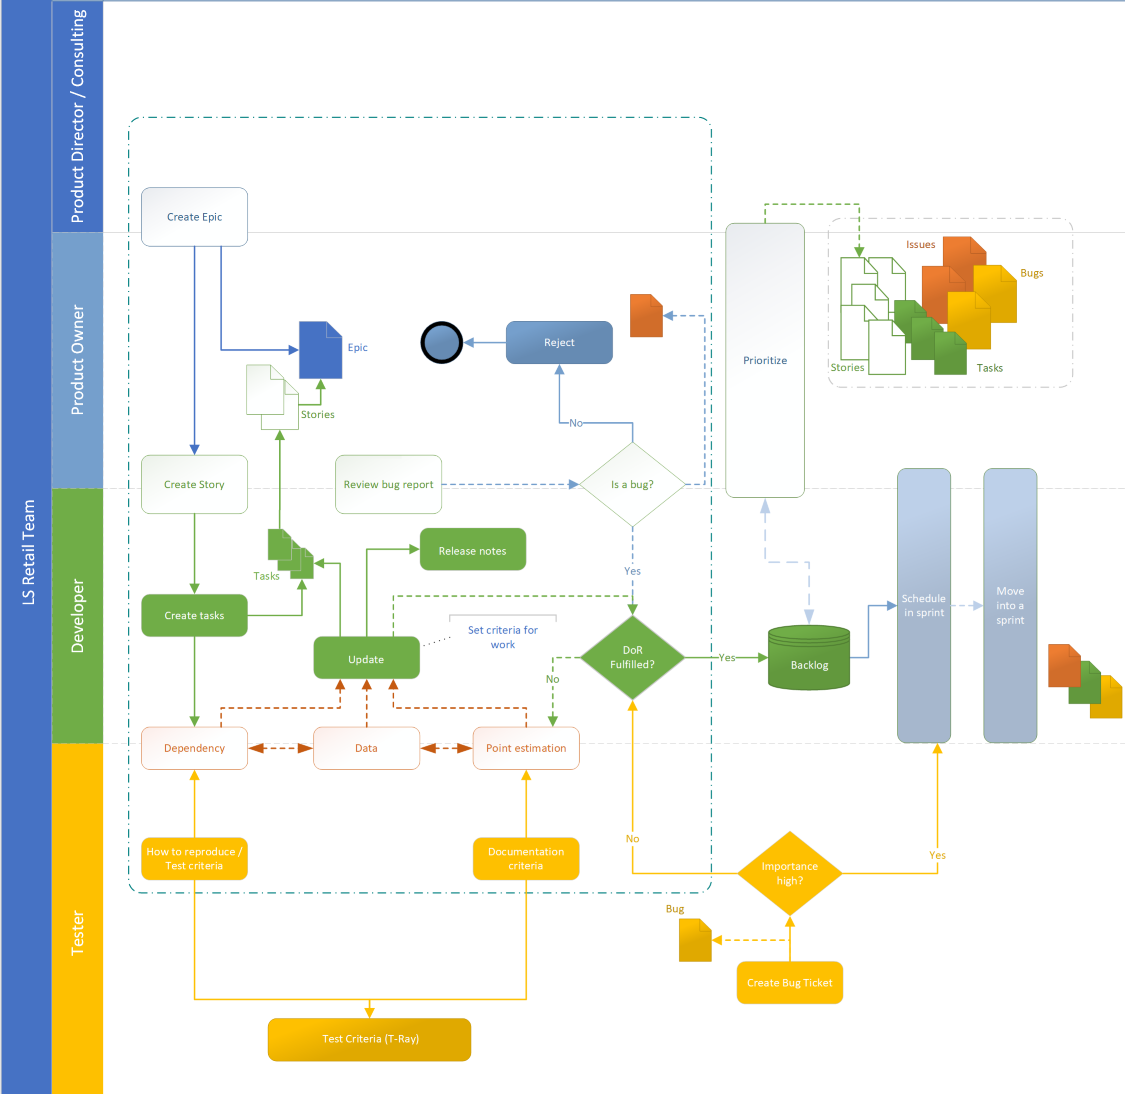 LS Retail Team
Product Director / Consulting
Product Owner
Developer
Tester
Create Epic
Issues
Bugs
Stories
Tasks
Prioritize
Epic
Stories
Reject
No
Create Story
Review bug report
Is a bug?
Yes
Release notes
Tasks
Create tasks
Set criteria for
work
Update
DoR
Fulfilled?
No
Yes
Backlog
Schedule
in sprint
Move
into a
sprint
Dependency
Data
Point estimation
How to reproduce /
Test criteria
Documentation
criteria
No
Importance
high?
Yes
Bug
Create Bug Ticket
Test Criteria (T-Ray)